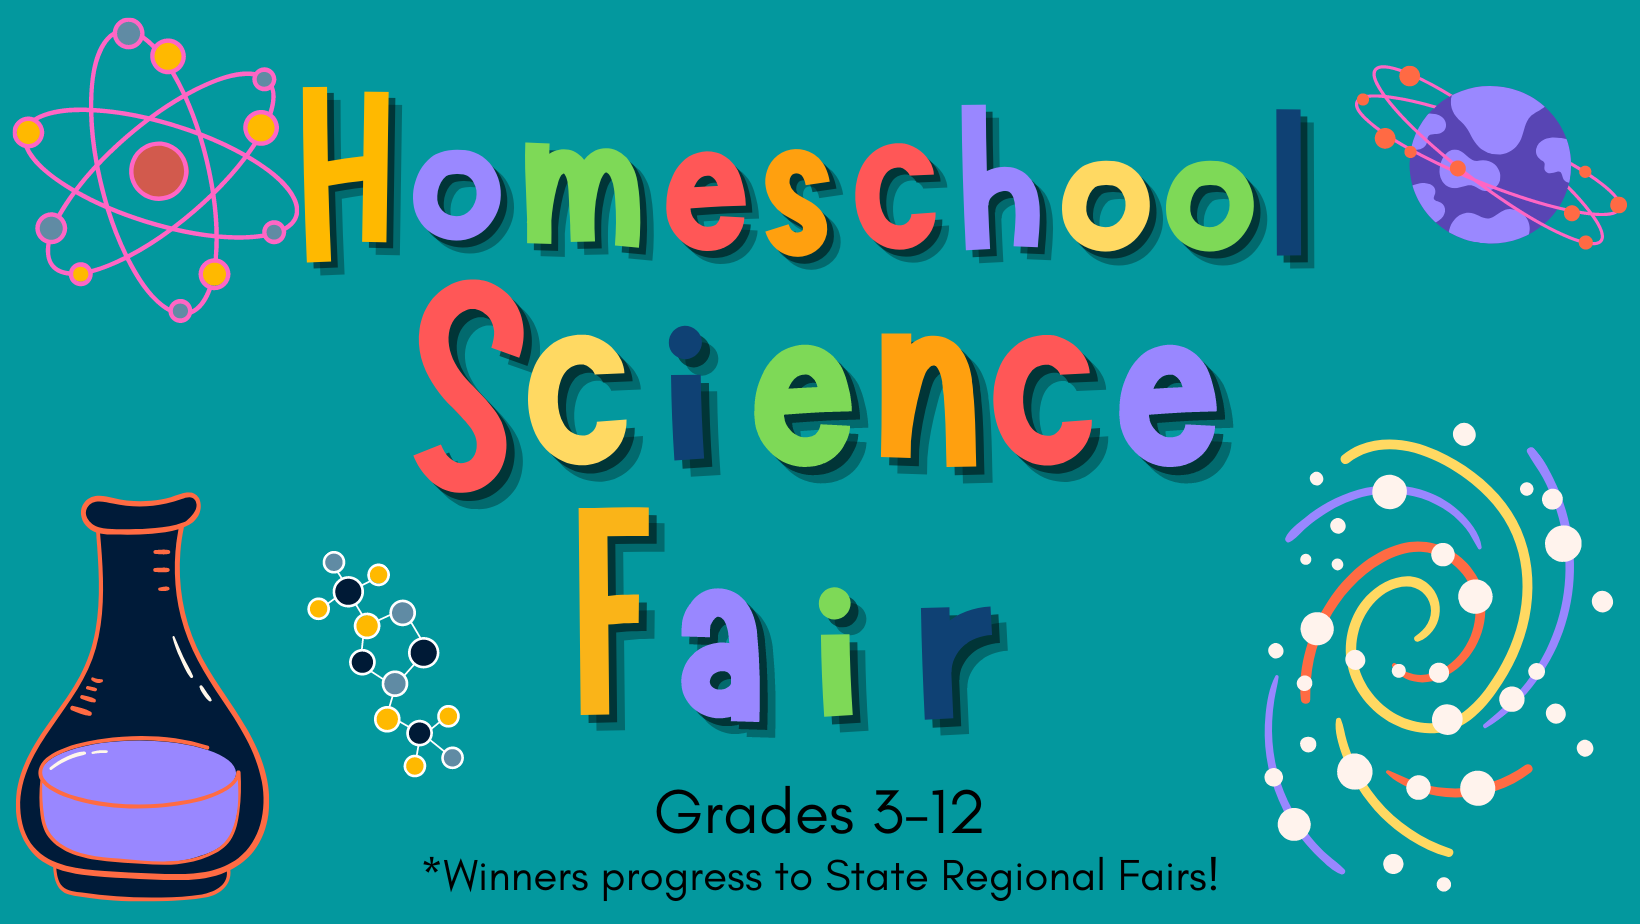 Homeschool
Science
Fair
Grades 3-12
*Winners progress to State Regional Fairs!